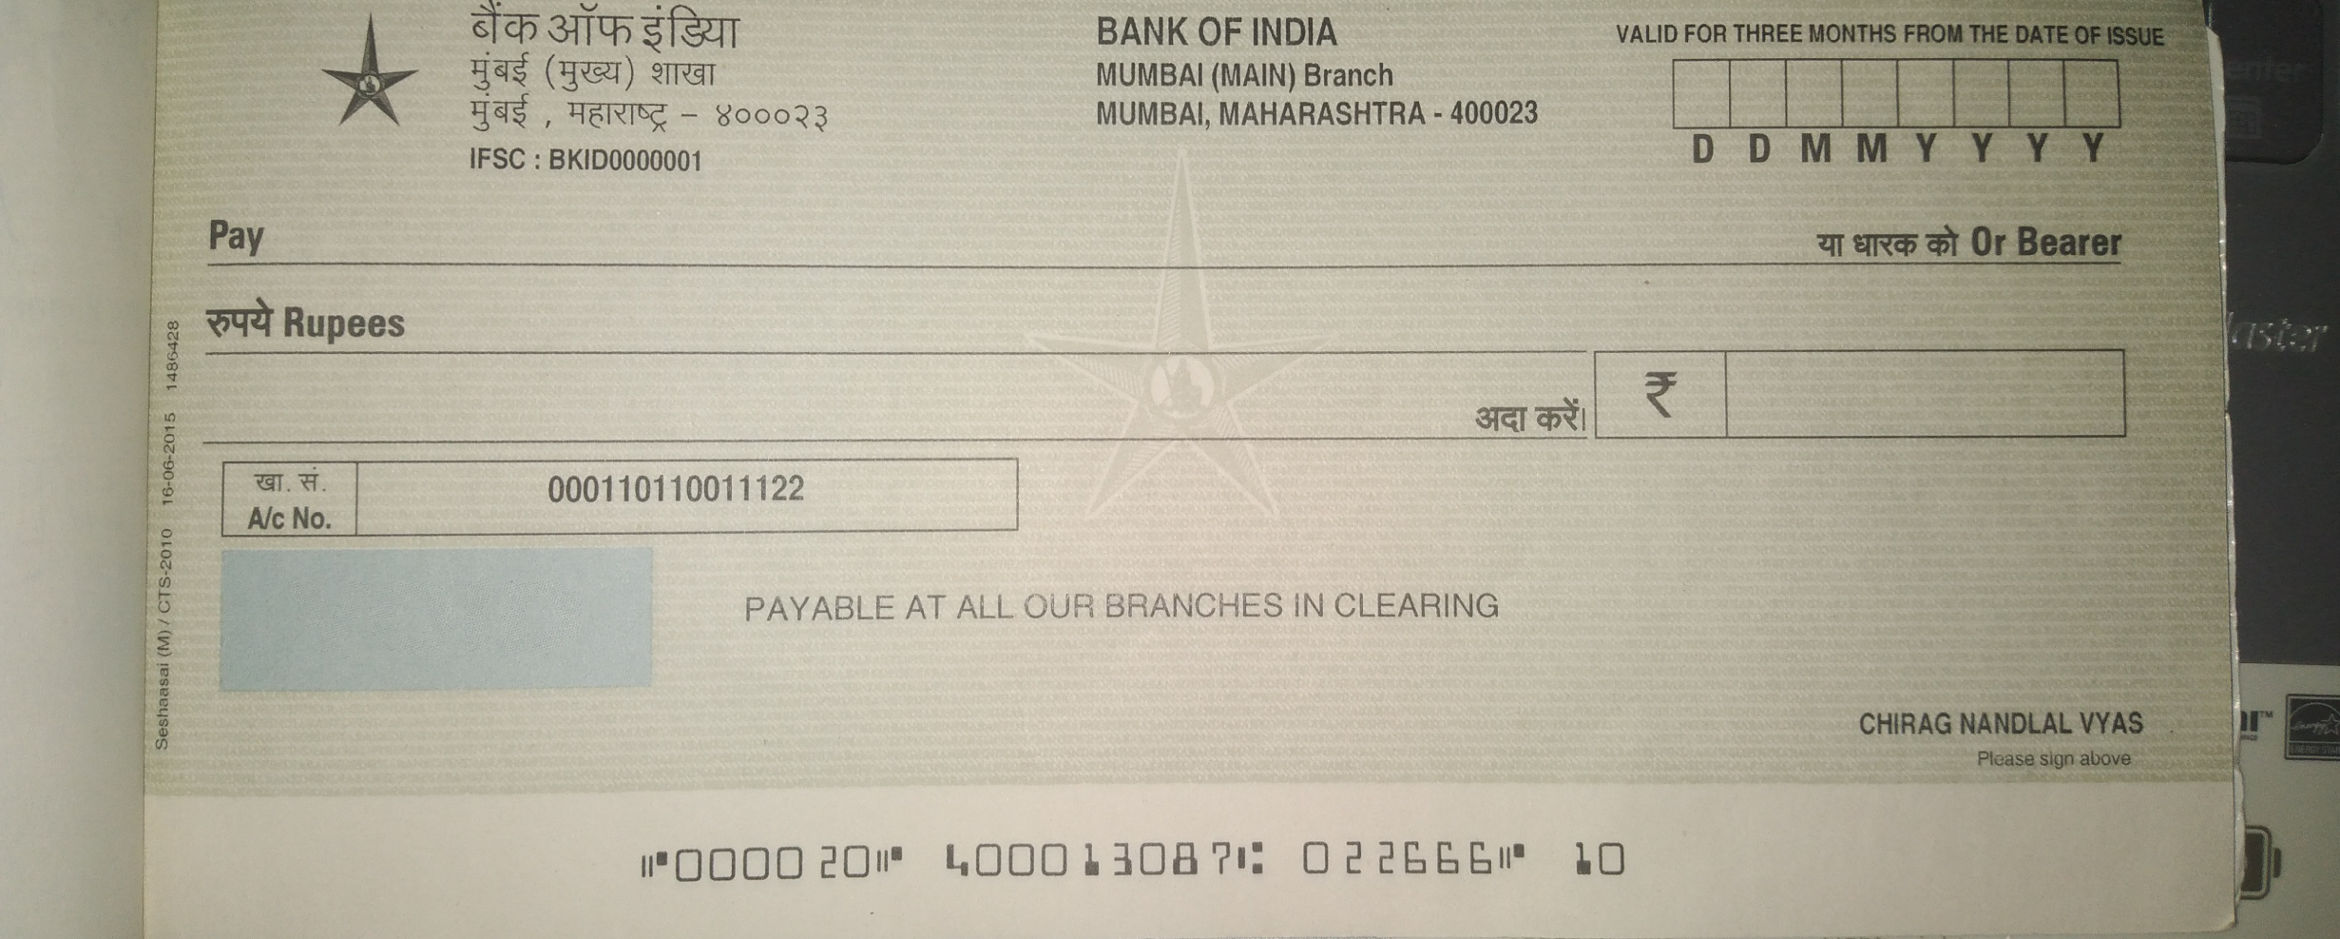 बैंक ऑफ इंडिया
मुंबई (मुख्य) शाखा
मुंबई , महाराष्ट्र – ४०००२३
IFSC : BKID0000001
BANK OF INDIA
MUMBAI (MAIN) Branch
MUMBAI, MAHARASHTRA - 400023
VALID FOR THREE MONTHS FROM THE DATE OF ISSUE
D D M M Y Y Y Y
Pay
या धारक को Or Bearer
रुपये Rupees
अदा करें।
₹
खा. सं.
A/c No.
000110110011122
PAYABLE AT ALL OUR BRANCHES IN CLEARING
CHIRAG NANDLAL VYAS
Please sign above
Seshaasai (M) / CTS-2010 16-06-2015 1486428
⑈000020⑈ 400013087⑆ 022666⑈ 10
enter
aster